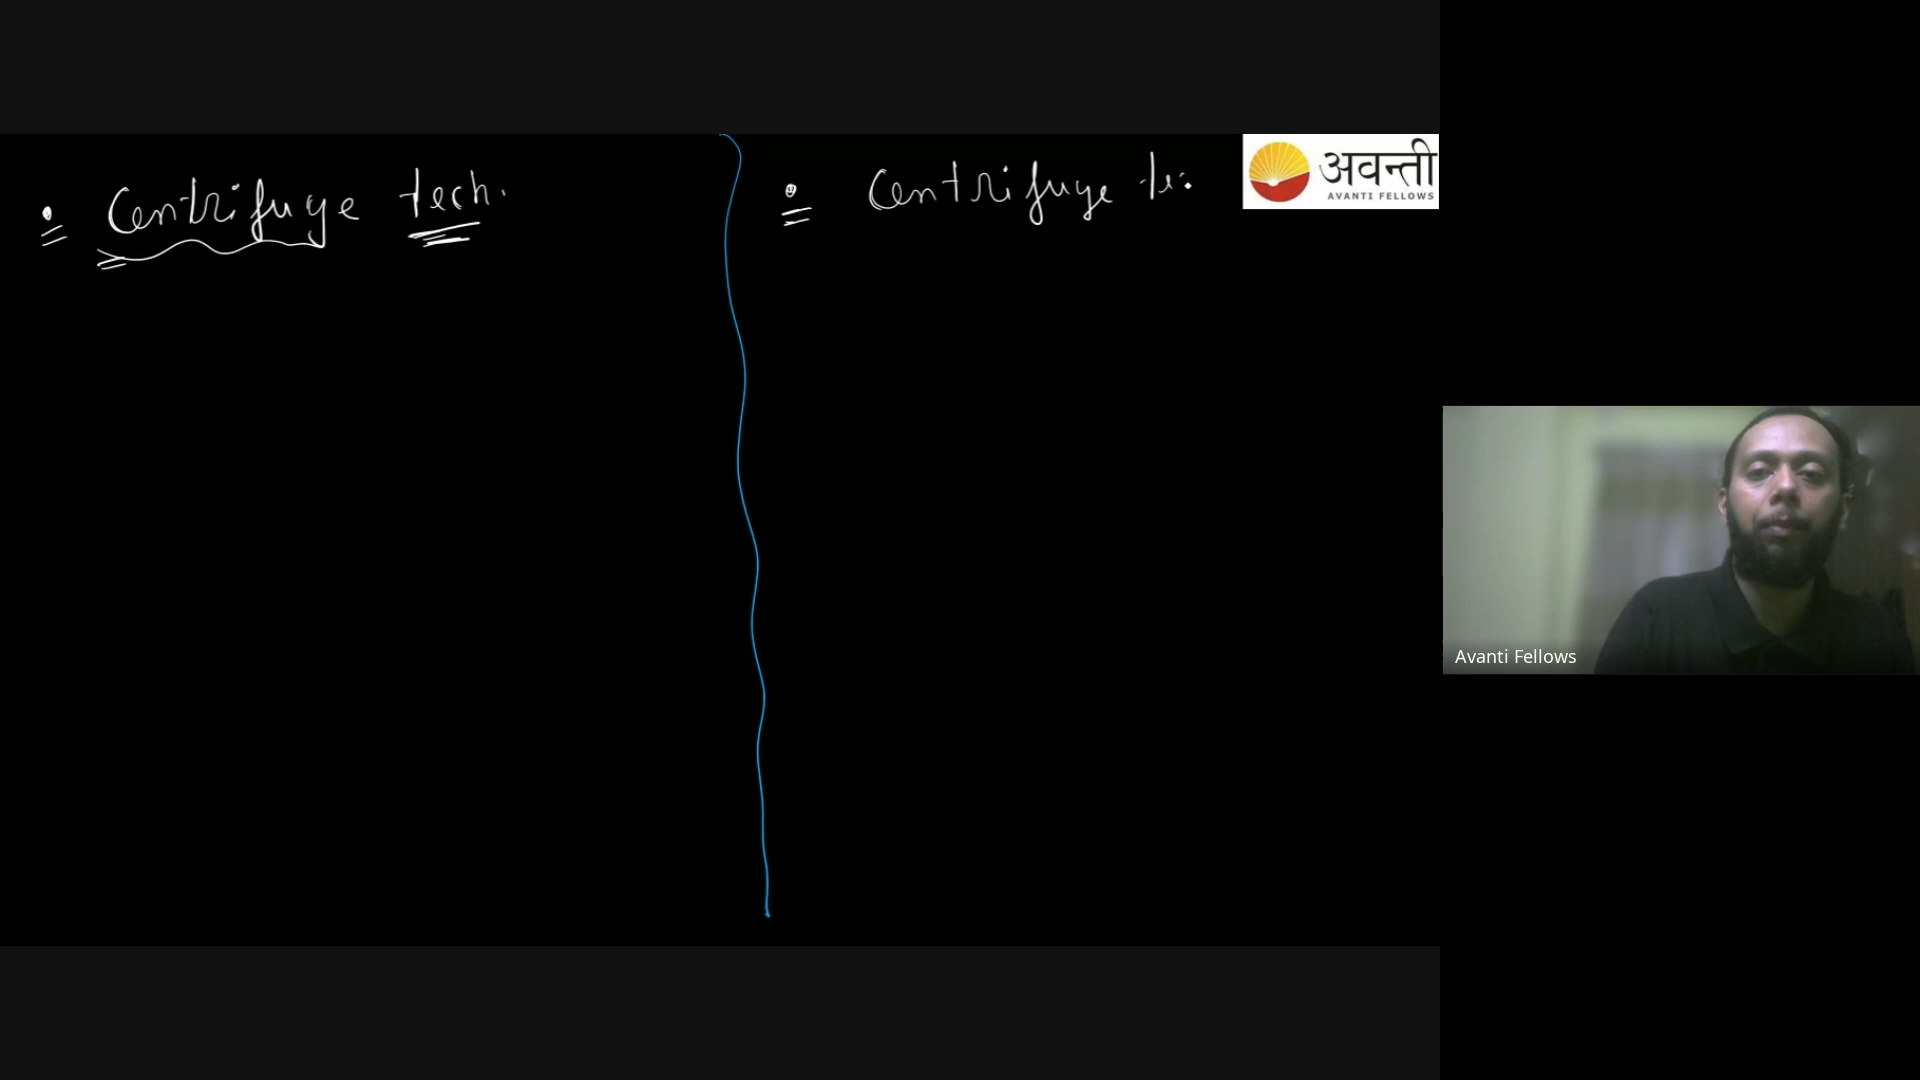 Centrifuge tech.
Centrifuge te:
अवन्ती
AVANTI FELLOWS
Avanti Fellows